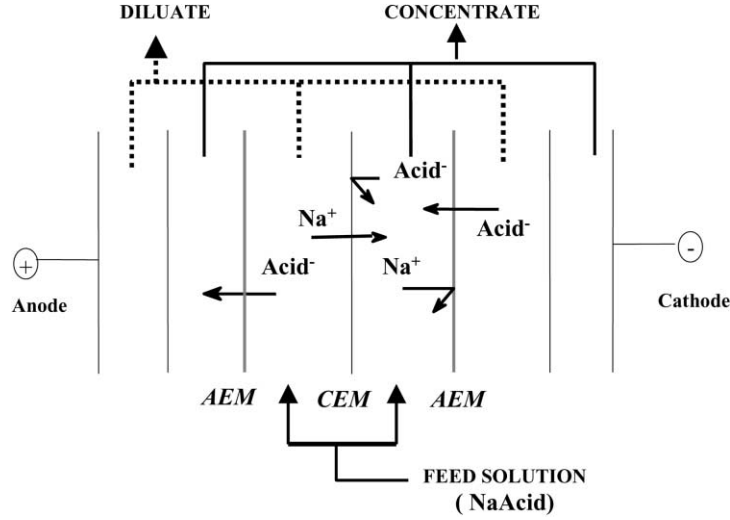 DILUATE
CONCENTRATE
Acid-
Na+
Acid-
Acid-
Na+
+
-
Anode
Cathode
AEM
CEM
AEM
FEED SOLUTION
( NaAcid)